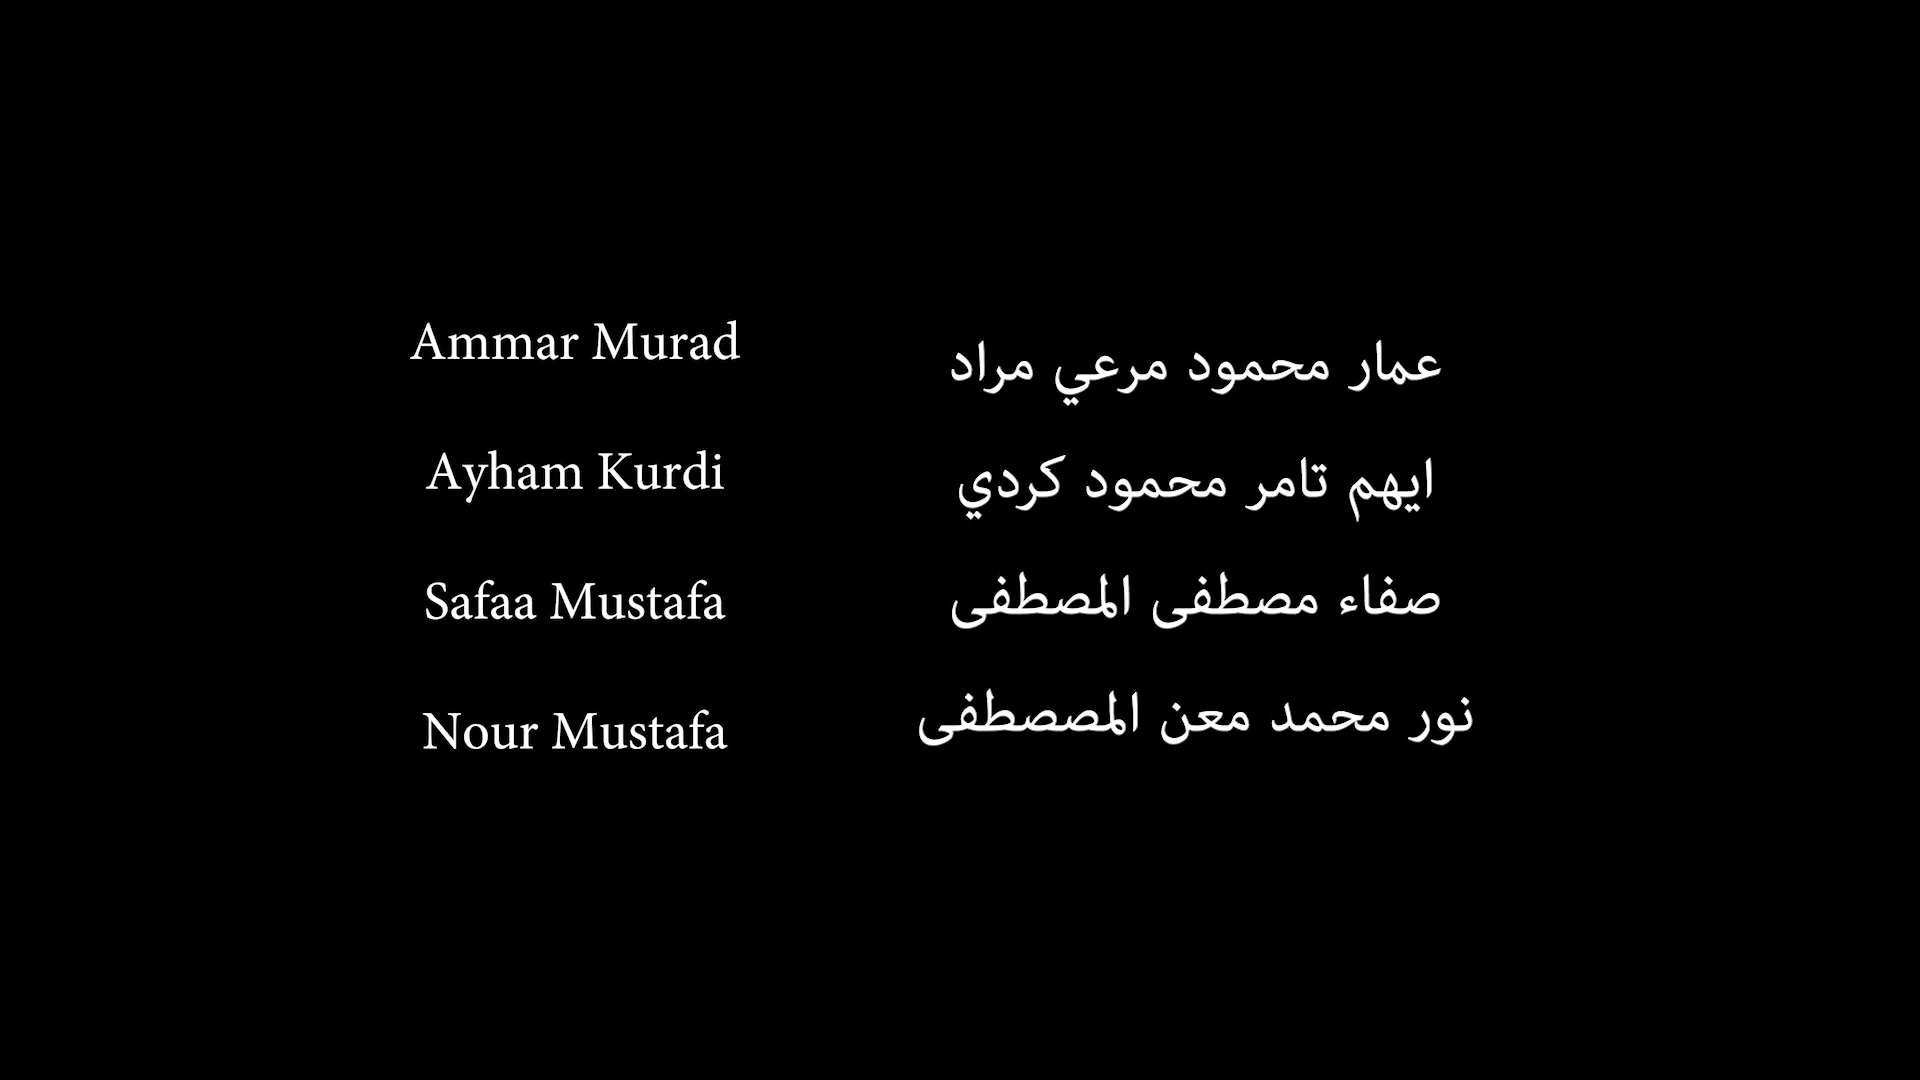 Ammar Murad
عمار محمود مرعي مراد
Ayham Kurdi
ايهم تامر محمود كردي
Safaa Mustafa
صفاء مصطفى المصطفى
Nour Mustafa
نور محمد معن المصصطفى